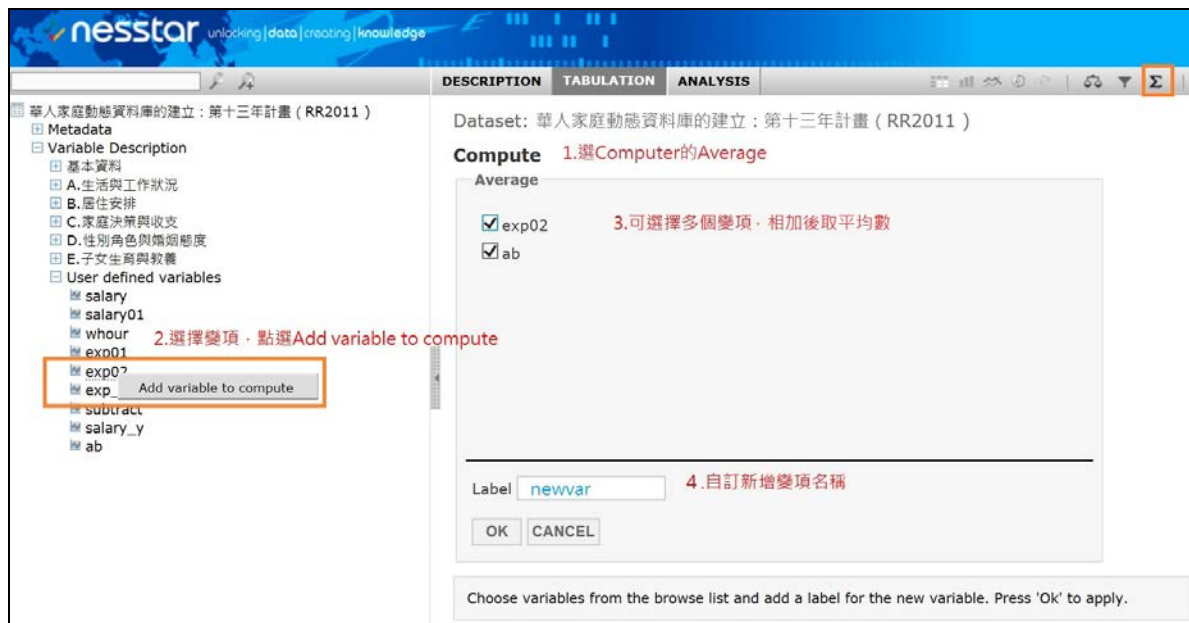 nesstar unlocking|data|creating|knowledge
DESCRIPTION TABULATION ANALYSIS Σ
華人家庭動態資料庫的建立：第十三年計畫（RR2011）
Metadata
Variable Description
基本資料
A.生活與工作狀況
B.居住安排
C.家庭決策與收支
D.性別角色與婚姻態度
E.子女生育與教養
User defined variables
salary
salary01
whour
2.選擇變項，點選Add variable to compute
exp01
exp02
Add variable to compute
exp_
subtract
salary_y
ab
Dataset: 華人家庭動態資料庫的建立：第十三年計畫（RR2011）
Compute 1.選Computer的Average
Average
exp02 3.可選擇多個變項，相加後取平均數
ab
Label newvar 4.自訂新增變項名稱
OK CANCEL
Choose variables from the browse list and add a label for the new variable. Press 'Ok' to apply.